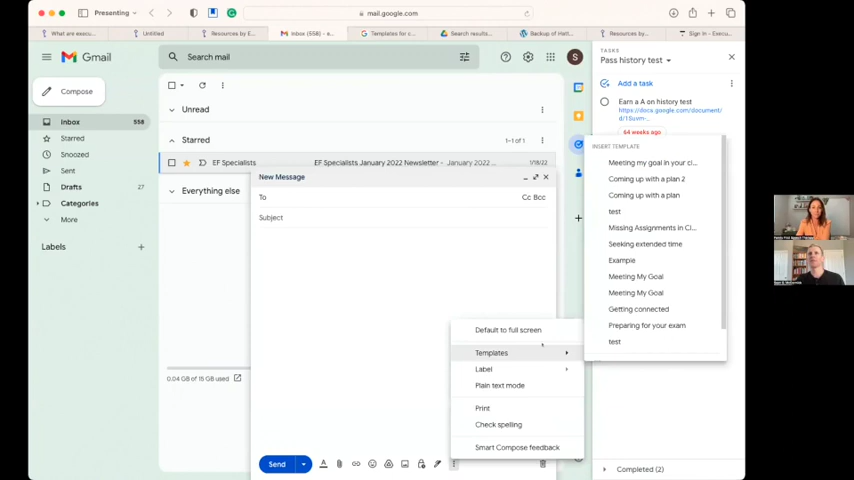 Presenting
mail.google.com
What are execu...
Untitled
Resources by E...
Inbox (558) - e...
Templates for c...
Search results...
Backup of Hatt...
Resources by...
Sign In - Execu...
Gmail
Search mail
S
TASKS
Pass history test
Compose
Add a task
Unread
Earn a A on history test
https://docs.google.com/document/
64 weeks ago
Inbox
558
Starred
1–1 of 1
INSERT TEMPLATE
Starred
Snoozed
EF Specialists
EF Specialists January 2022 Newsletter - January 2022 ...
1/18/22
Meeting my goal in your cl...
Sent
New Message
Coming up with a plan 2
Drafts
27
Everything else
To
Cc Bcc
Coming up with a plan
Categories
test
More
Subject
Missing Assignments in Cl...
Labels
Seeking extended time
Example
Meeting My Goal
Meeting My Goal
Getting connected
Default to full screen
Preparing for your exam
test
Templates
Label
0.04 GB of 15 GB used
Plain text mode
Print
Check spelling
Smart Compose feedback
Send
Completed (2)